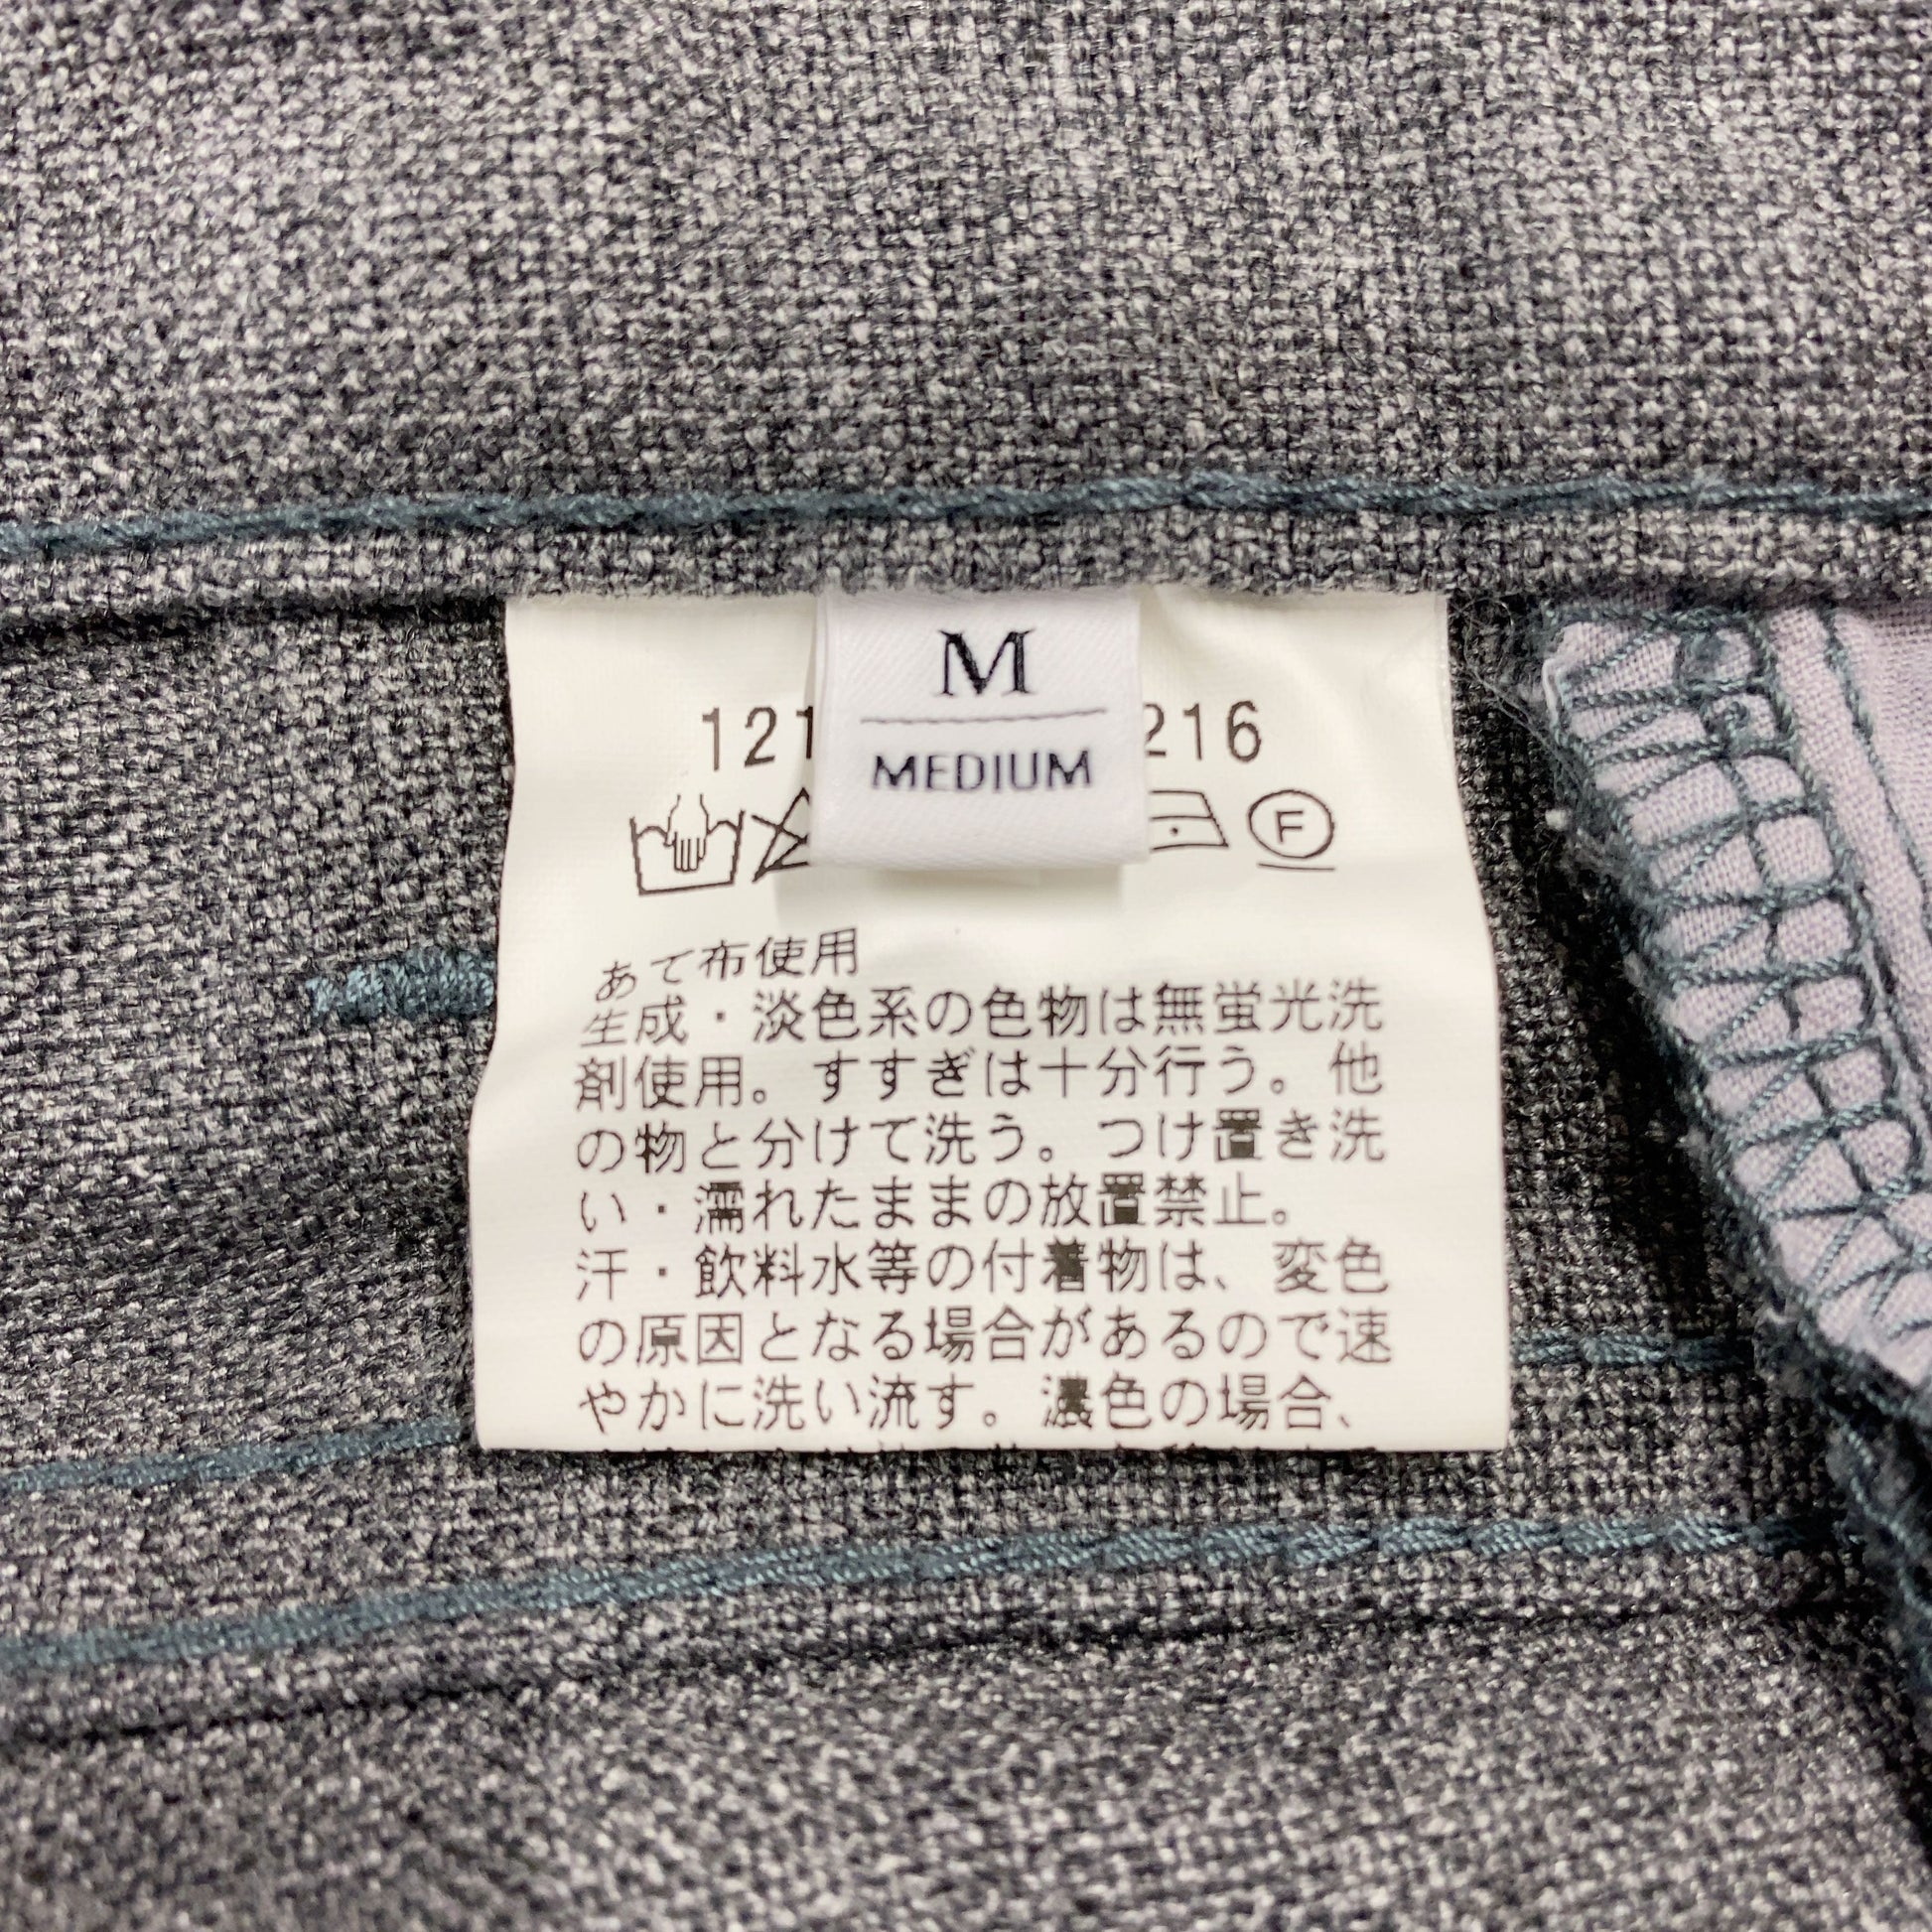 M
MEDIUM
121 216
F
あて布使用
生成・淡色系の色物は無蛍光洗
剤使用。すすぎは十分行う。他
の物と分けて洗う。つけ置き洗
い・濡れたままの放置禁止。
汗・飲料水等の付着物は、変色
の原因となる場合があるので速
やかに洗い流す。濃色の場合、